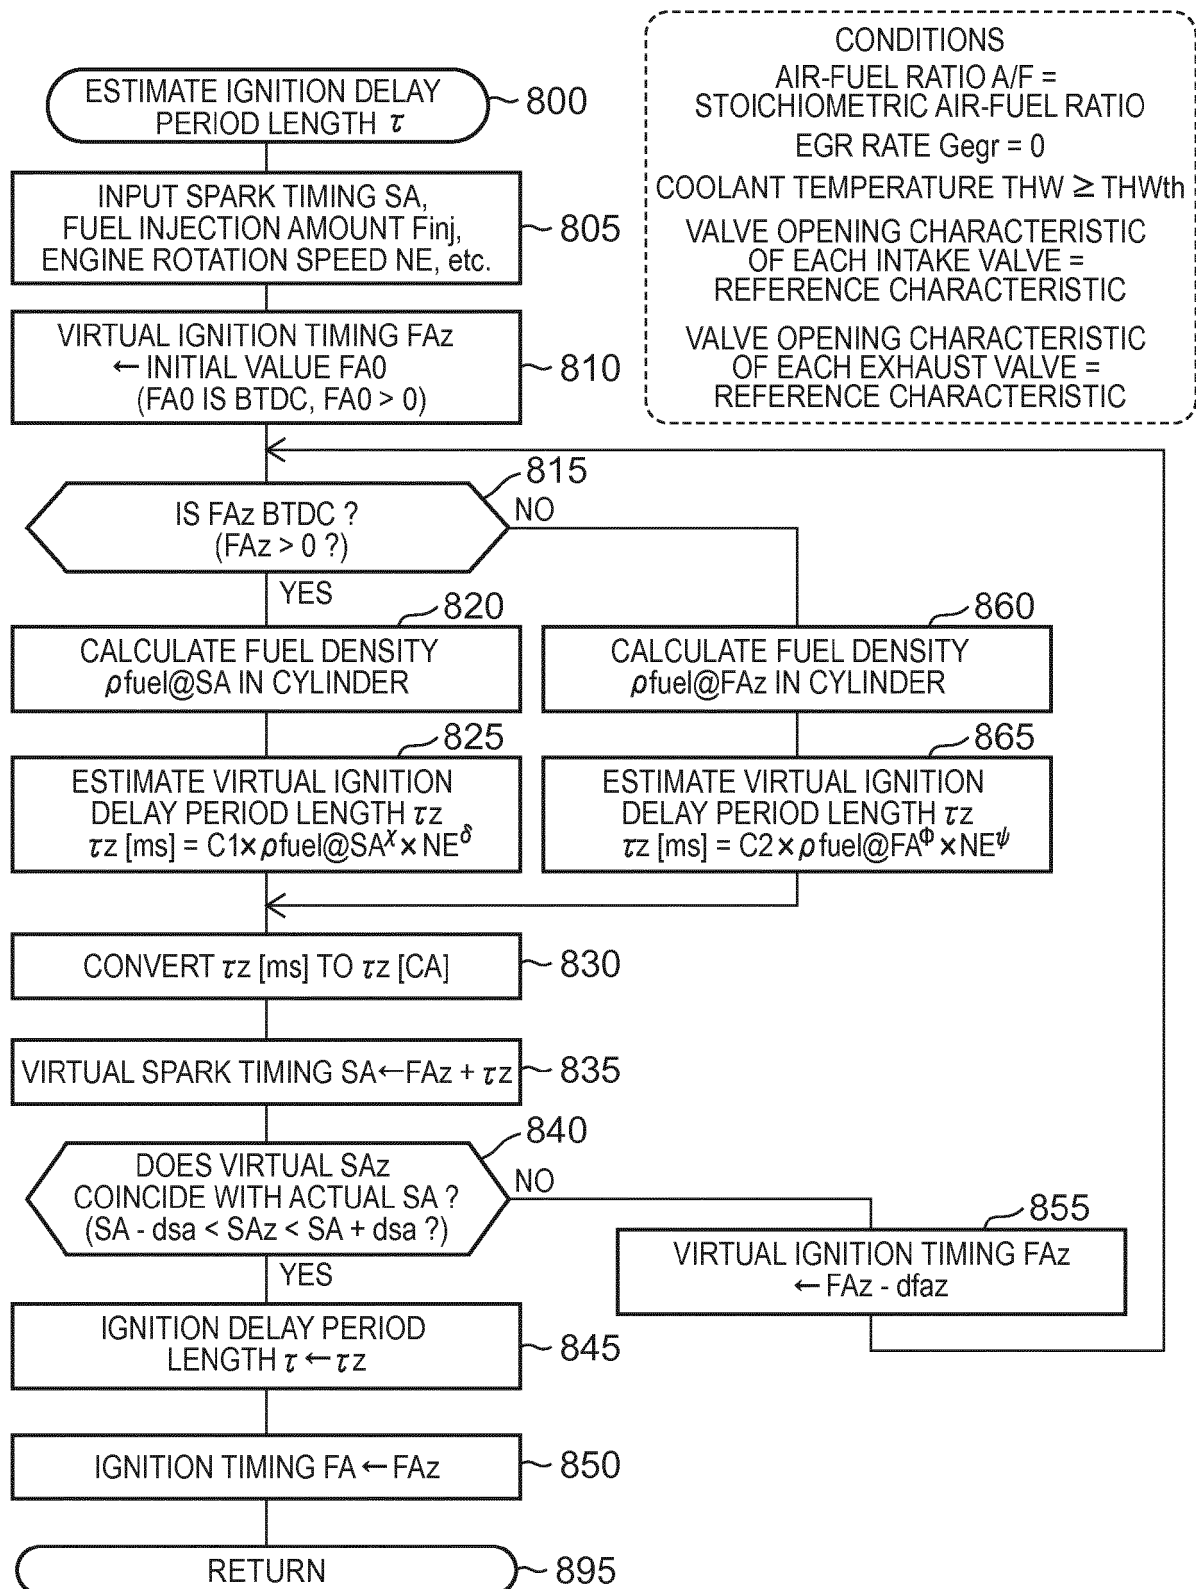 CONDITIONS
AIR-FUEL RATIO A/F =
STOICHIOMETRIC AIR-FUEL RATIO
EGR RATE Gegr = 0
COOLANT TEMPERATURE THW ≥ THWth
VALVE OPENING CHARACTERISTIC
OF EACH INTAKE VALVE =
REFERENCE CHARACTERISTIC
VALVE OPENING CHARACTERISTIC
OF EACH EXHAUST VALVE =
REFERENCE CHARACTERISTIC
ESTIMATE IGNITION DELAY
PERIOD LENGTH τ
800
INPUT SPARK TIMING SA,
FUEL INJECTION AMOUNT Finj,
ENGINE ROTATION SPEED NE, etc.
805
VIRTUAL IGNITION TIMING FAz
← INITIAL VALUE FA0
(FA0 IS BTDC, FA0 > 0)
810
815
IS FAz BTDC ?
(FAz > 0 ?)
NO
YES
820
CALCULATE FUEL DENSITY
ρfuel@SA IN CYLINDER
860
CALCULATE FUEL DENSITY
ρfuel@FAz IN CYLINDER
825
ESTIMATE VIRTUAL IGNITION
DELAY PERIOD LENGTH τz
τz [ms] = C1×ρfuel@SA^χ×NE^δ
865
ESTIMATE VIRTUAL IGNITION
DELAY PERIOD LENGTH τz
τz [ms] = C2×ρfuel@FA^Φ×NE^ψ
CONVERT τz [ms] TO τz [CA]
830
VIRTUAL SPARK TIMING SA←FAz + τz
835
840
DOES VIRTUAL SAz
COINCIDE WITH ACTUAL SA ?
(SA - dsa < SAz < SA + dsa ?)
NO
YES
855
VIRTUAL IGNITION TIMING FAz
← FAz - dfaz
IGNITION DELAY PERIOD
LENGTH τ←τz
845
IGNITION TIMING FA←FAz
850
RETURN
895